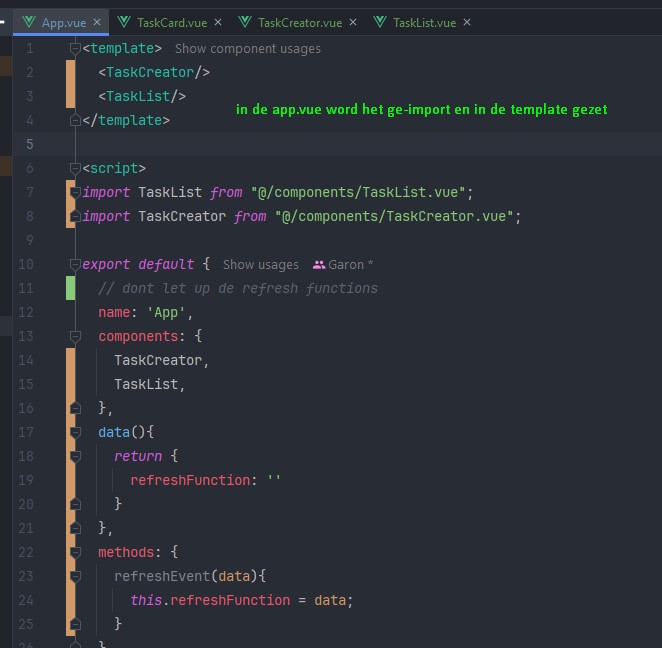 App.vue × TaskCard.vue × TaskCreator.vue × TaskList.vue ×
1 <template> Show component usages
2 <TaskCreator/>
3 <TaskList/>
in de app.vue word het ge-import en in de template gezet
4 </template>
5
6 <script>
7 import TaskList from "@/components/TaskList.vue";
8 import TaskCreator from "@/components/TaskCreator.vue";
9
10 export default { Show usages Garon *
11 // dont let up de refresh functions
12 name: 'App',
13 components: {
14 TaskCreator,
15 TaskList,
16 },
17 data(){
18 return {
19 refreshFunction: ''
20 }
21 },
22 methods: {
23 refreshEvent(data){
24 this.refreshFunction = data;
25 }
26 }